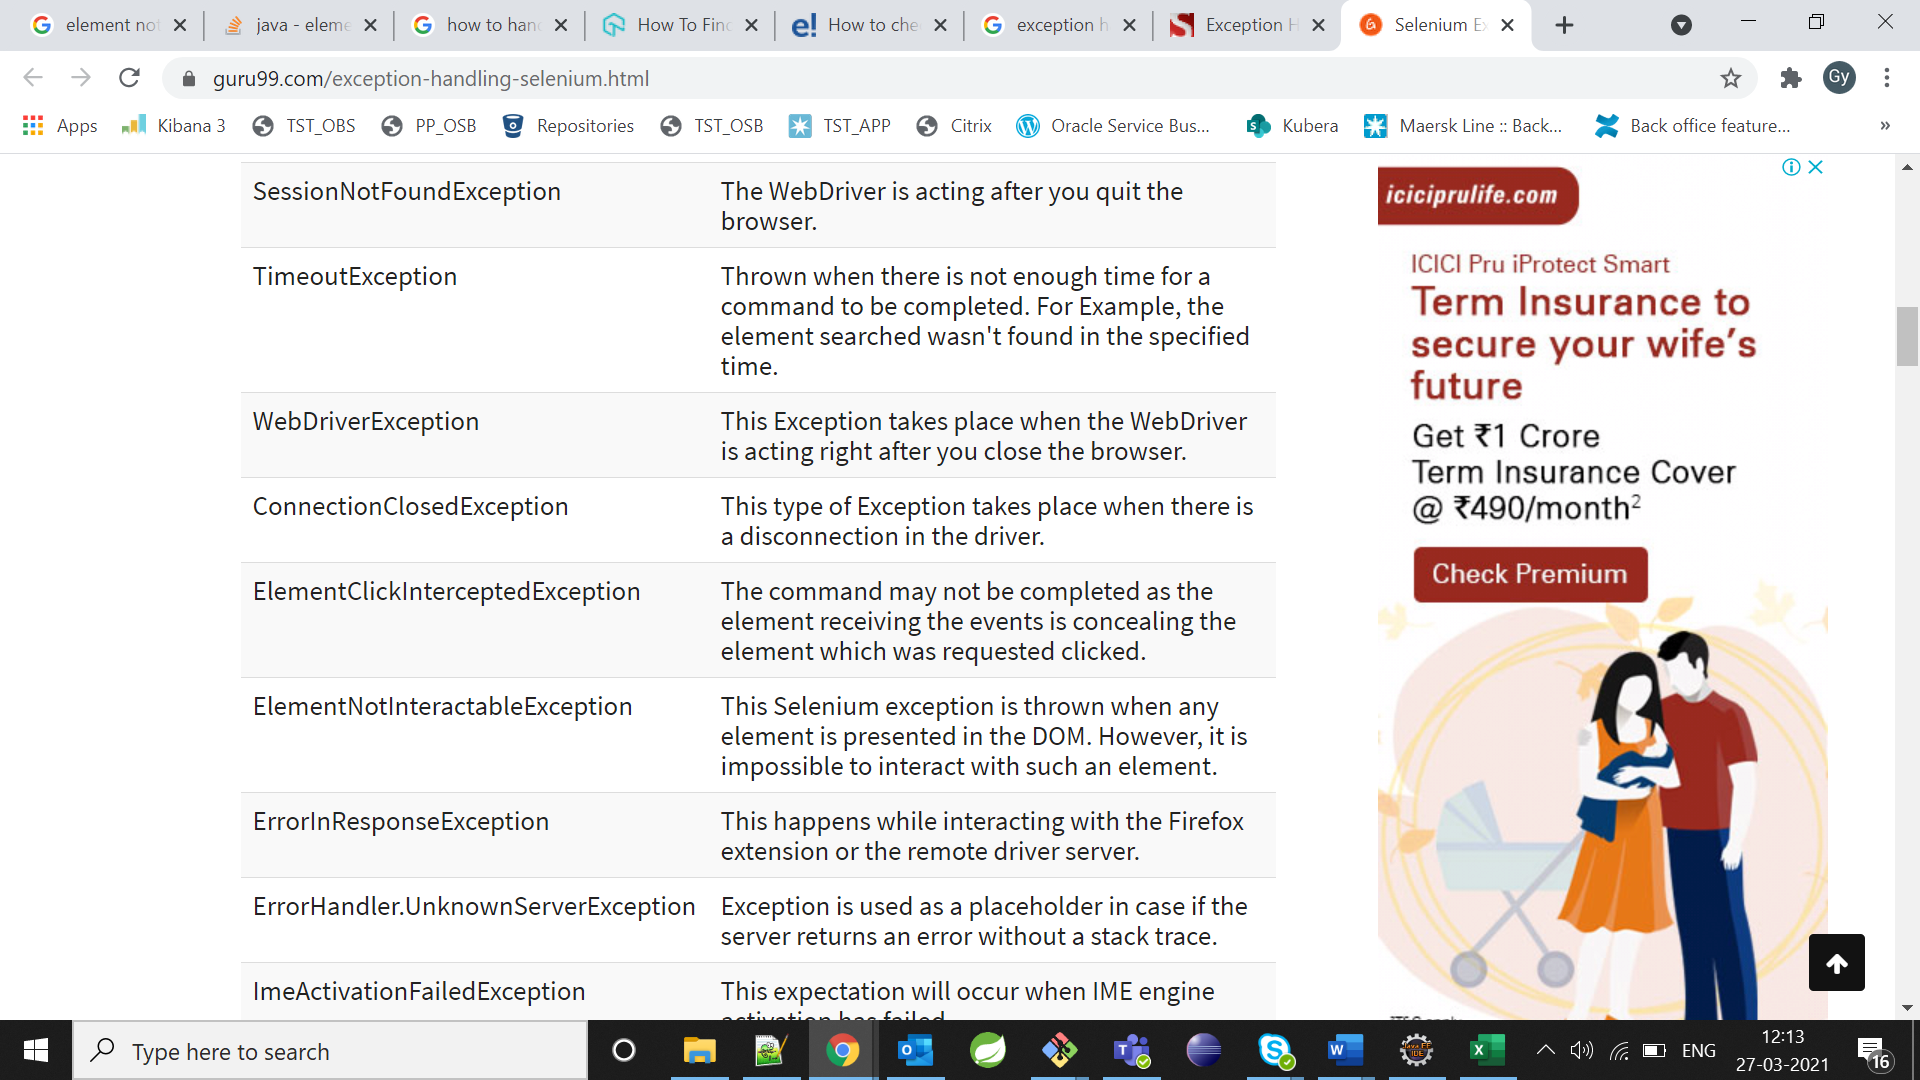 element no
java - eleme
how to hand
How To Find
How to che
exception h
Exception H
Selenium Ex
guru99.com/exception-handling-selenium.html
Gy
Apps
Kibana 3
TST_OBS
PP_OSB
Repositories
TST_OSB
TST_APP
Citrix
Oracle Service Bus...
Kubera
Maersk Line :: Back...
Back office feature...
»
SessionNotFoundException
The WebDriver is acting after you quit the
browser.
TimeoutException
Thrown when there is not enough time for a
command to be completed. For Example, the
element searched wasn't found in the specified
time.
WebDriverException
This Exception takes place when the WebDriver
is acting right after you close the browser.
ConnectionClosedException
This type of Exception takes place when there is
a disconnection in the driver.
ElementClickInterceptedException
The command may not be completed as the
element receiving the events is concealing the
element which was requested clicked.
ElementNotInteractableException
This Selenium exception is thrown when any
element is presented in the DOM. However, it is
impossible to interact with such an element.
ErrorInResponseException
This happens while interacting with the Firefox
extension or the remote driver server.
ErrorHandler.UnknownServerException
Exception is used as a placeholder in case if the
server returns an error without a stack trace.
ImeActivationFailedException
This expectation will occur when IME engine
activation has failed.
iciciprulife.com
ICICI Pru iProtect Smart
Term Insurance to
secure your wife's
future
Get ₹1 Crore
Term Insurance Cover
@ ₹490/month2
Check Premium
Type here to search
ENG
12:13
27-03-2021
16